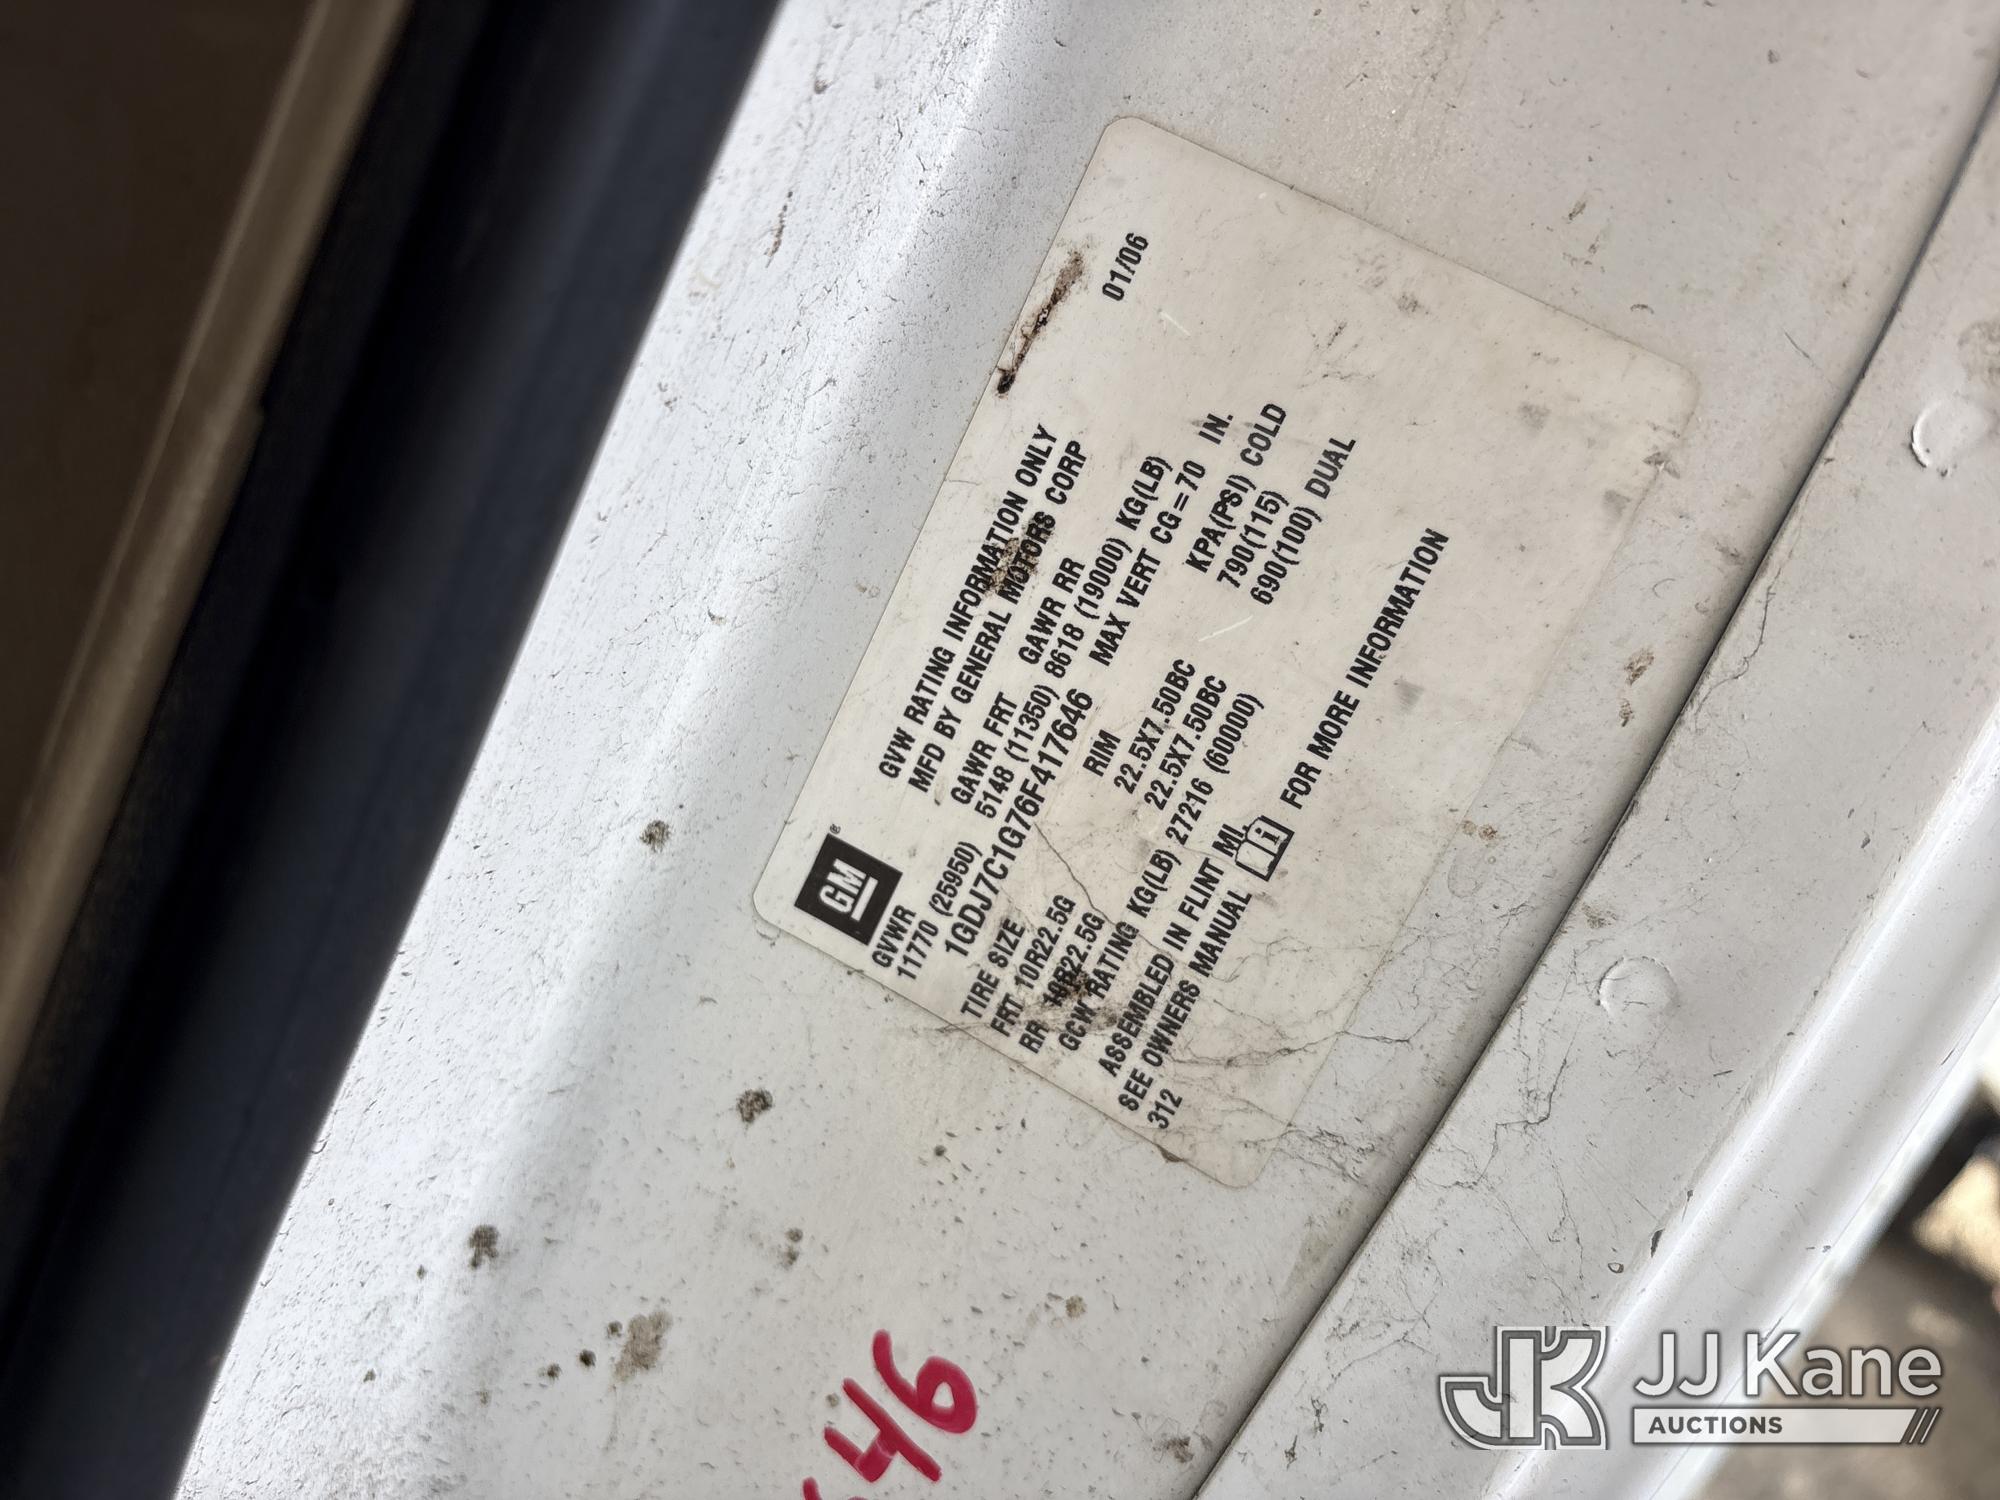 GM®
GVW RATING INFORMATION ONLY
MFD BY GENERAL MOTORS CORP
01/06
GVWR GAWR FRT GAWR RR
11770 (25950) 5148 (11350) 8618 (19000) KG(LB)
1GDJ7C1G76F417646 MAX VERT CG=70 IN.
TIRE SIZE RIM KPA(PSI) COLD
FRT 10R22.5G 22.5X7.50BC 790(115)
RR 10R22.5G 22.5X7.50BC 690(100) DUAL
GCW RATING KG(LB) 27216 (60000)
ASSEMBLED IN FLINT MI.
SEE OWNERS MANUAL i FOR MORE INFORMATION
312
46
JK JJ Kane
AUCTIONS